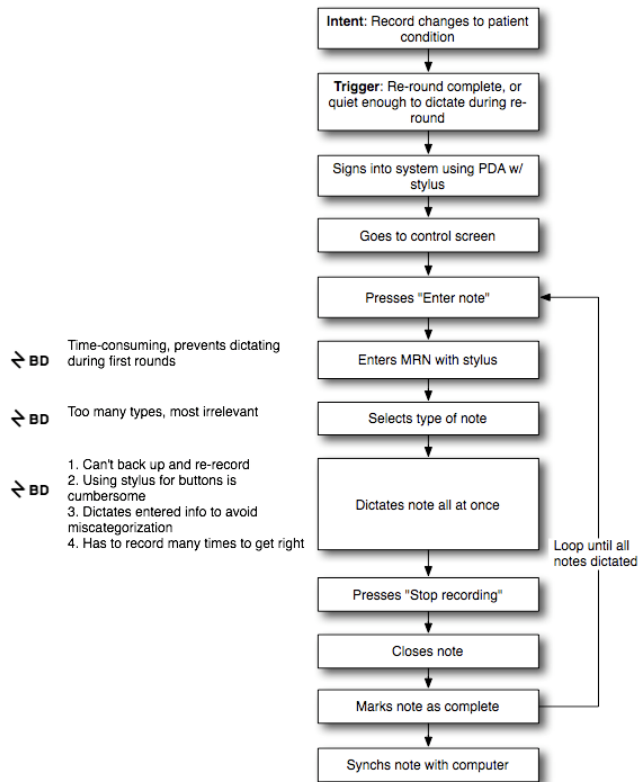 Intent: Record changes to patient
condition
Trigger: Re-round complete, or
quiet enough to dictate during re-
round
Signs into system using PDA w/
stylus
Goes to control screen
Presses "Enter note"
Time-consuming, prevents dictating
during first rounds
BD
Enters MRN with stylus
Too many types, most irrelevant
BD
Selects type of note
1. Can't back up and re-record
2. Using stylus for buttons is
cumbersome
3. Dictates entered info to avoid
miscategorization
4. Has to record many times to get right
BD
Dictates note all at once
Loop until all
notes dictated
Presses "Stop recording"
Closes note
Marks note as complete
Synchs note with computer